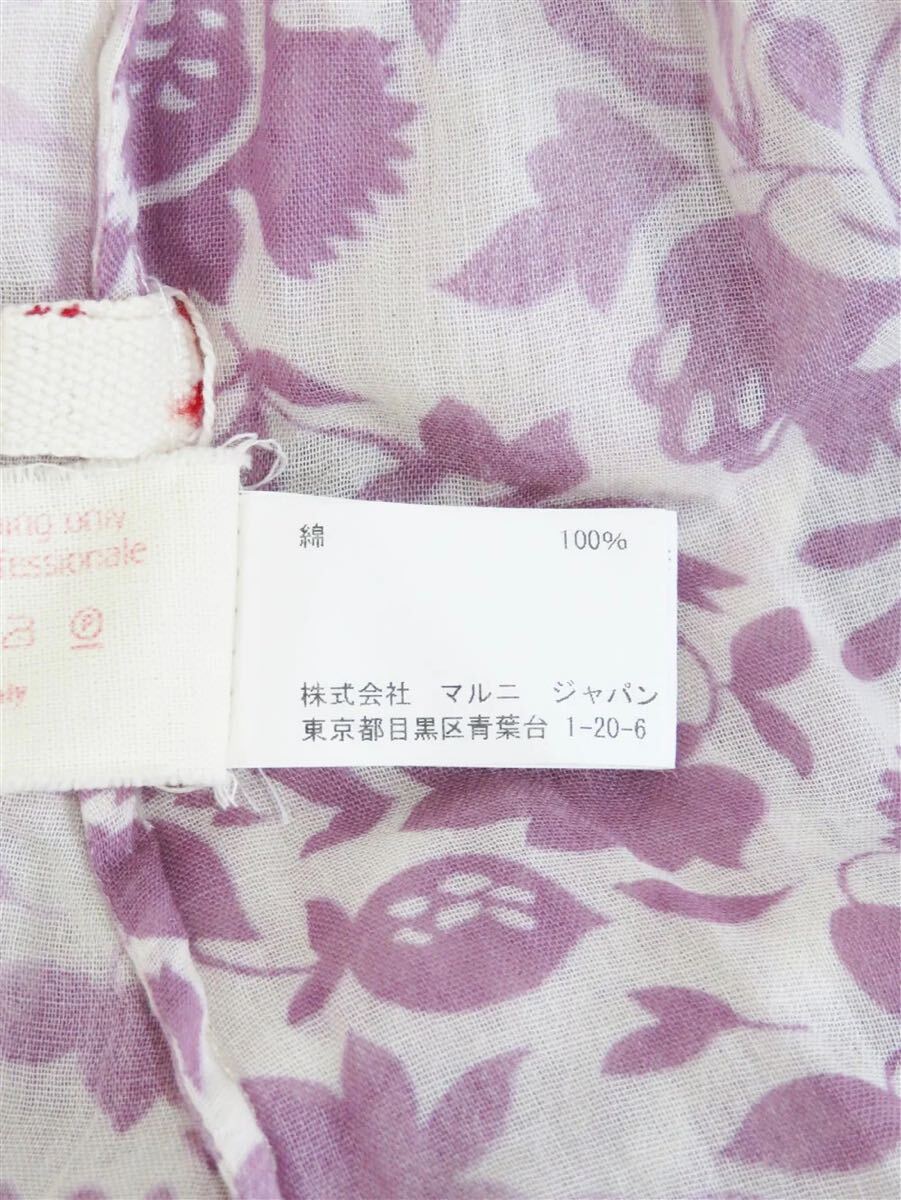 only
綿 100%
株式会社 マルニ ジャパン
東京都目黒区青葉台 1-20-6